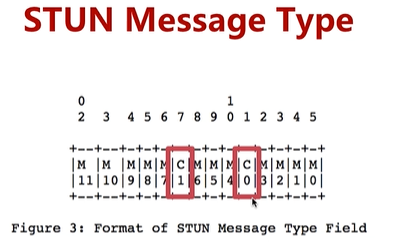 STUN Message Type
0 1
2 3 4 5 6 7 8 9 0 1 2 3 4 5
+--+--+-+-+-+-+-+-+-+-+-+-+-+-+
|M |M |M|M|M|C|M|M|M|C|M|M|M|M|
|11|10|9|8|7|1|6|5|4|0|3|2|1|0|
+--+--+-+-+-+-+-+-+-+-+-+-+-+-+
Figure 3: Format of STUN Message Type Field